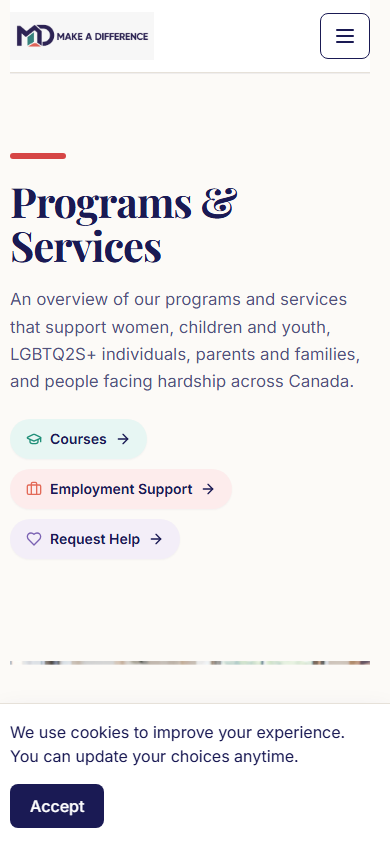 MD MAKE A DIFFERENCE
Programs &
Services
An overview of our programs and services
that support women, children and youth,
LGBTQ2S+ individuals, parents and families,
and people facing hardship across Canada.
Courses
Employment Support
Request Help
We use cookies to improve your experience.
You can update your choices anytime.
Accept